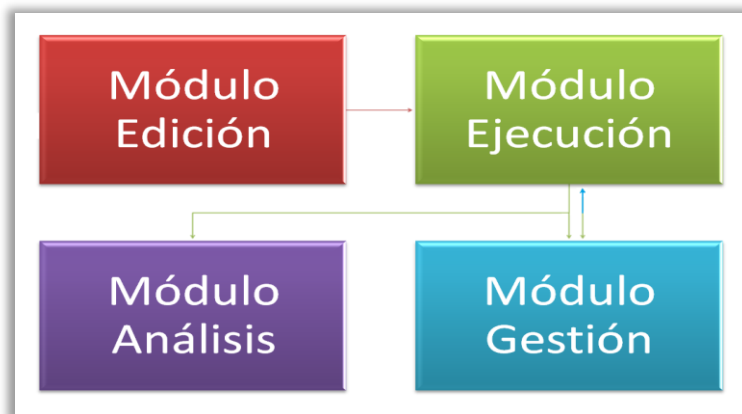 Módulo
Edición
Módulo
Ejecución
Módulo
Análisis
Módulo
Gestión